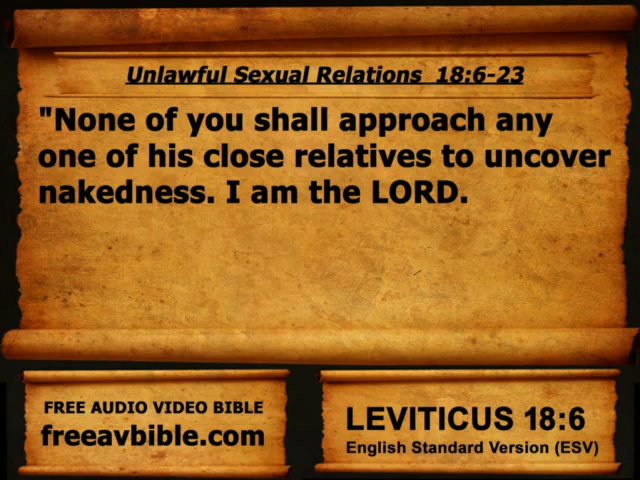 Unlawful Sexual Relations 18:6-23
"None of you shall approach any
one of his close relatives to uncover
nakedness. I am the LORD.
FREE AUDIO VIDEO BIBLE
freeavbible.com
LEVITICUS 18:6
English Standard Version (ESV)